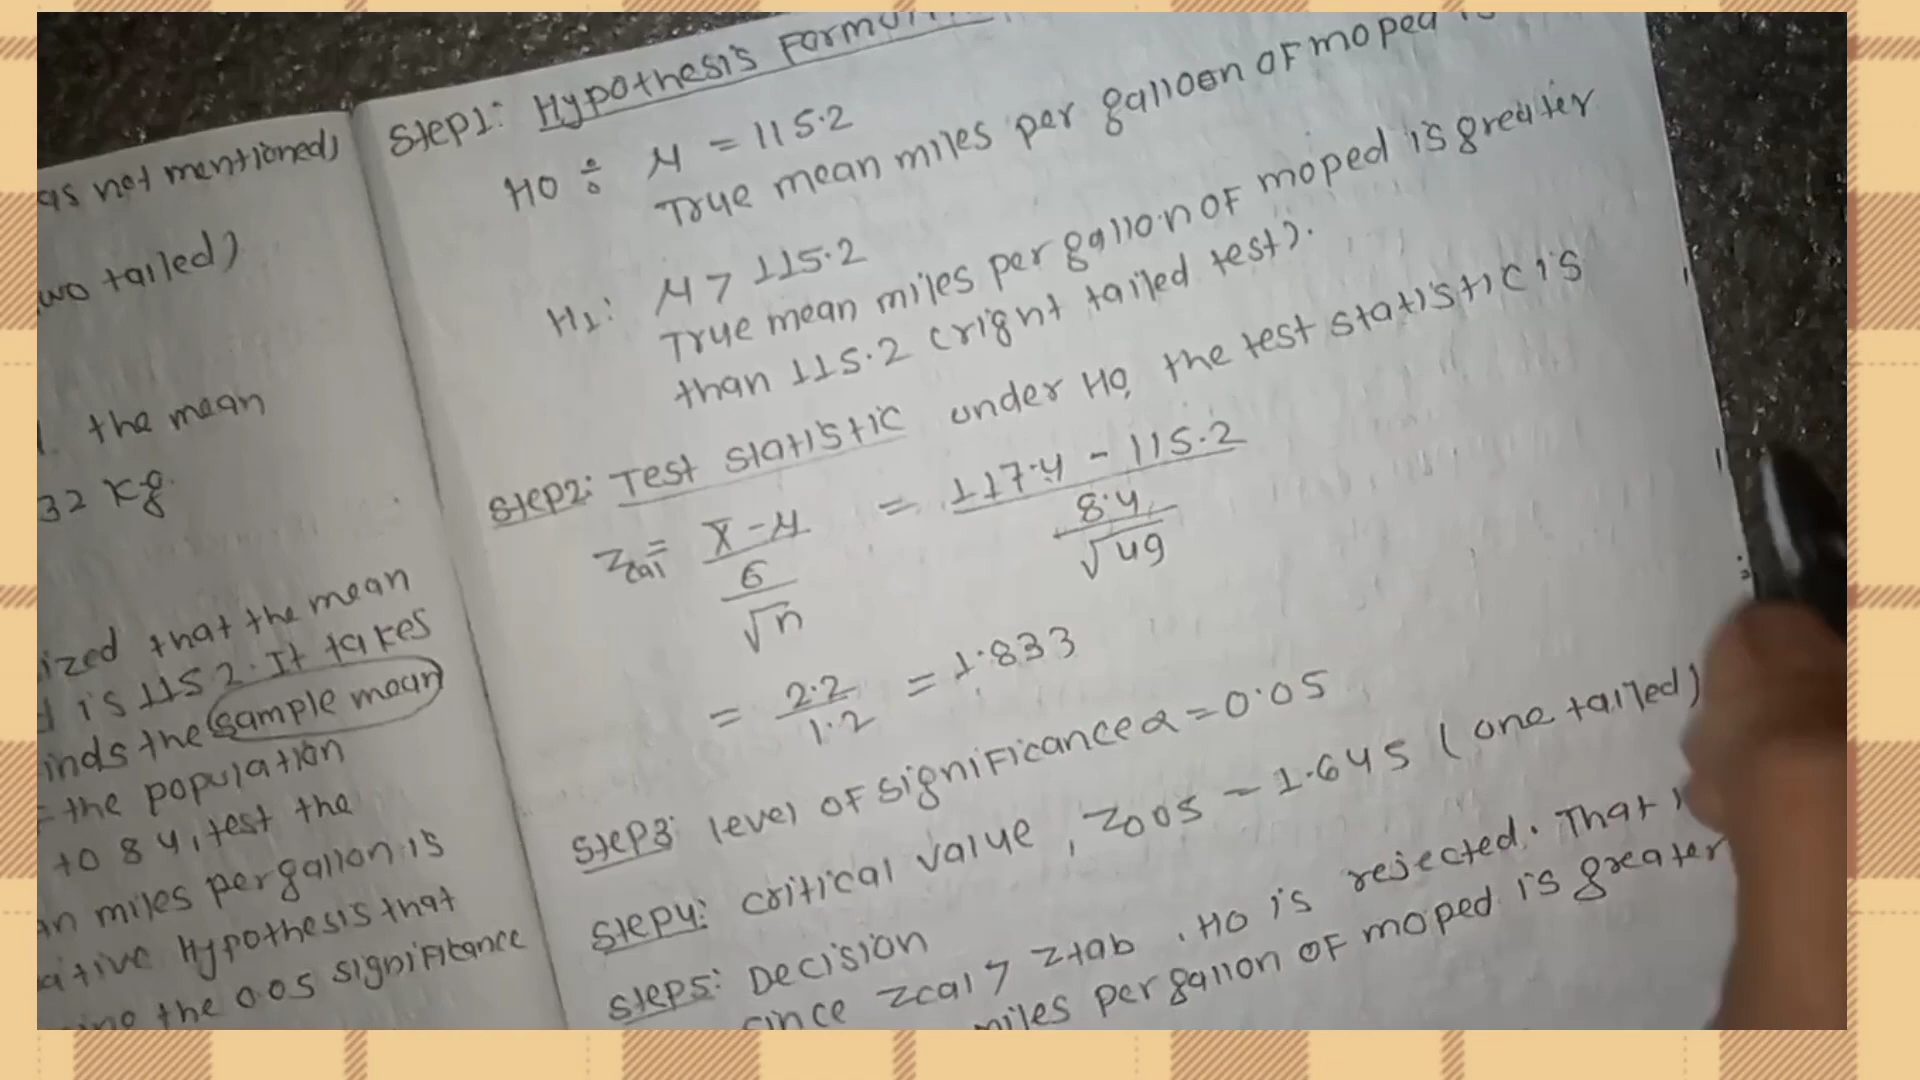 as not mentioned)
wo tailed)
the mean
32 kg.
ized that the mean
is 115.2. It takes
inds the sample mean
the population
to 8 4, test the
n miles per gallon is
ative Hypothesis that
the 0.05 significance
Step1: Hypothesis
H0 : μ = 115.2
True mean miles per galloon of moped
H1: μ > 115.2
True mean miles per gallon of moped is greater
than 115.2 (right tailed test).
Step2: Test statistic under H0, the test statistic is
Zcal = x̄ - μ / σ/√n = 117.4 - 115.2 / 8.4/√49
= 2.2/1.2 = 1.833
Step3: level of significance α = 0.05
Step4: critical value, Z0.05 - 1.645 (one tailed)
Step5: Decision
since Zcal > Ztab, H0 is rejected. That
miles per gallon of moped is greater